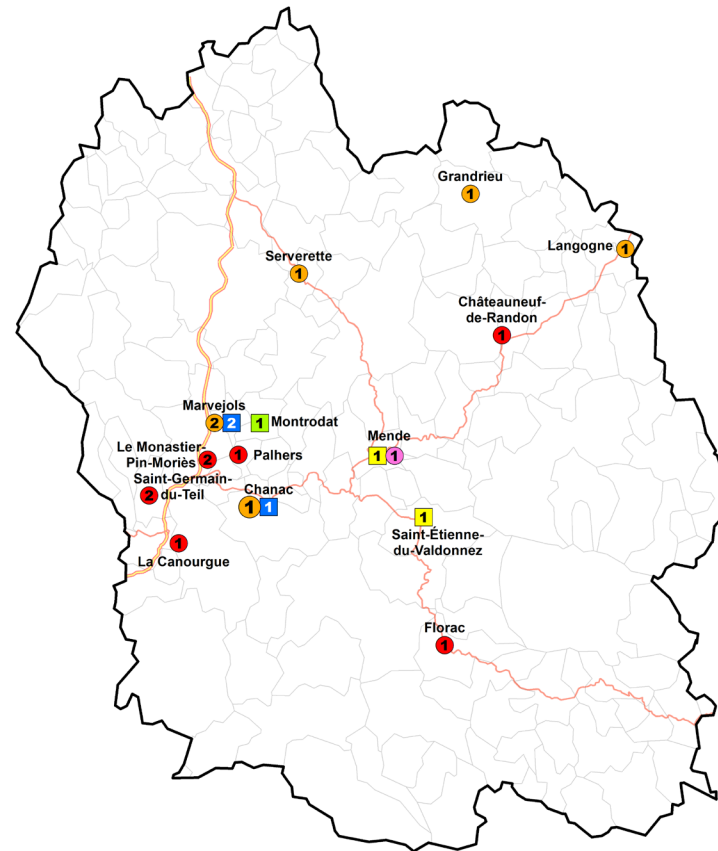 Grandrieu
1
Langogne
1
Serverette
1
Châteauneuf-
de-Randon
1
Marvejols
2 2
1 Montrodat
Le Monastier-
Pin-Moriès
2
1 Palhers
Mende
1 1
Saint-Germain-
du-Teil
2
Chanac
1 1
1
Saint-Étienne-
du-Valdonnez
1
La Canourgue
Florac
1